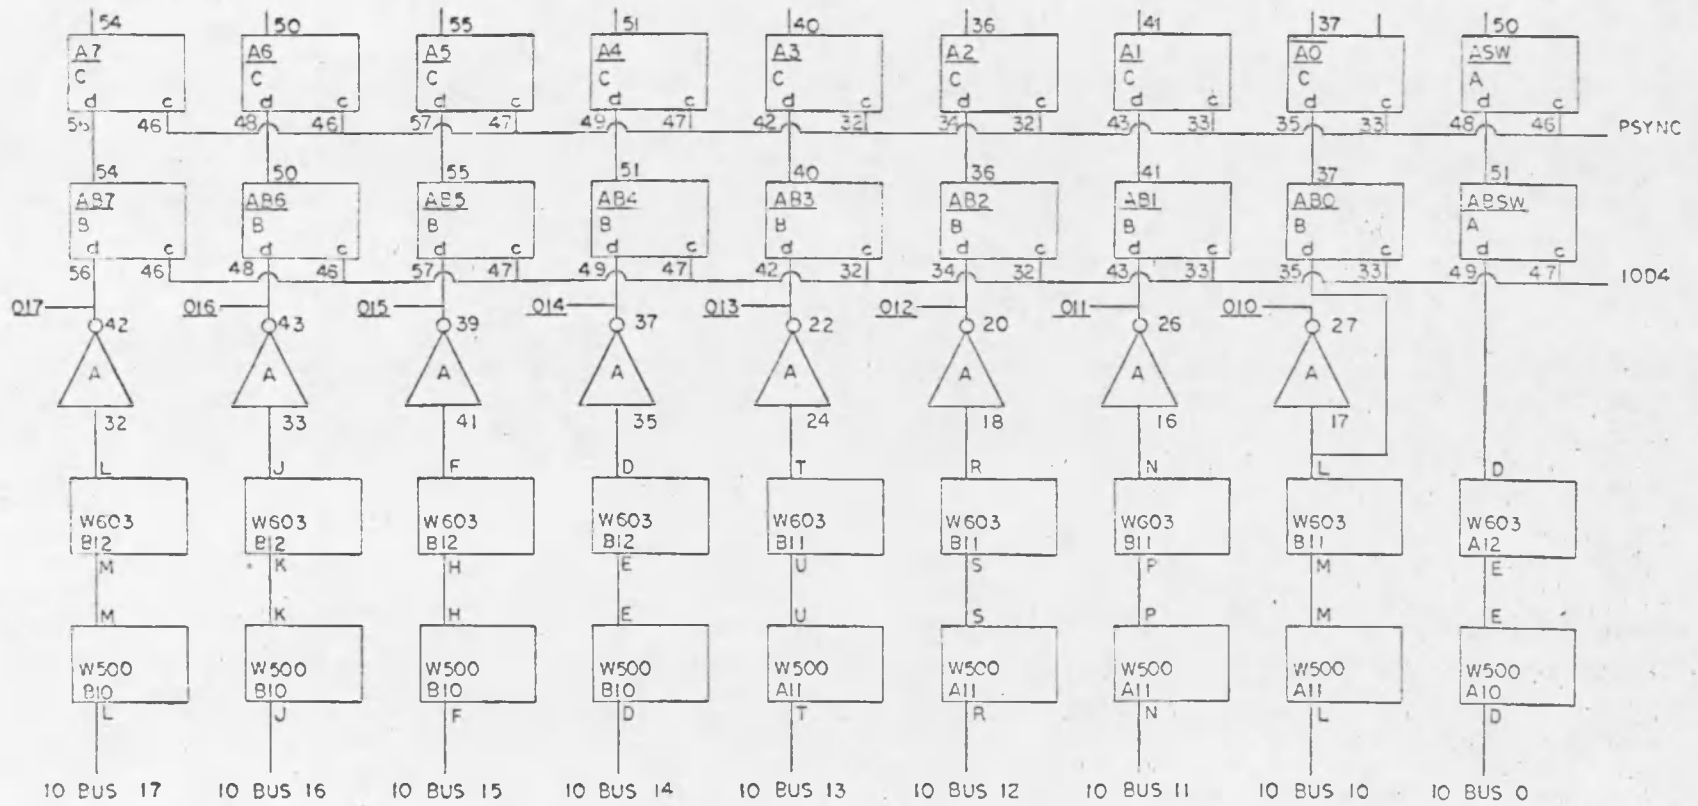 54 50 55 51 40 36 41 37 50
A7 A6 A5 A4 A3 A2 A1 A0 ASW
C C C C C C C C A
d c d c d c d c d c d c d c d c d c
55 46 48 46 57 47 49 47 42 32 34 32 43 33 35 33 48 46
PSYNC
54 50 55 51 40 36 41 37 51
AB7 AB6 AB5 AB4 AB3 AB2 AB1 AB0 ABSW
B B B B B B B B A
d c d c d c d c d c d c d c d c d c
56 46 48 46 57 47 49 47 42 32 34 32 43 33 35 33 49 47
IOD4
017 016 015 014 013 012 011 010
42 43 39 37 22 20 26 27
A A A A A A A A
32 33 41 35 24 18 16 17
L J F D T R N L D
W603 W603 W603 W603 W603 W603 W603 W603 W603
B12 B12 B12 B12 B11 B11 B11 B11 A12
M K H E U S P M E
M K H E U S P M E
W500 W500 W500 W500 W500 W500 W500 W500 W500
B10 B10 B10 B10 A11 A11 A11 A11 A10
L J F D T R N L D
IO BUS 17 IO BUS 16 IO BUS 15 IO BUS 14 IO BUS 13 IO BUS 12 IO BUS 11 IO BUS 10 IO BUS 0